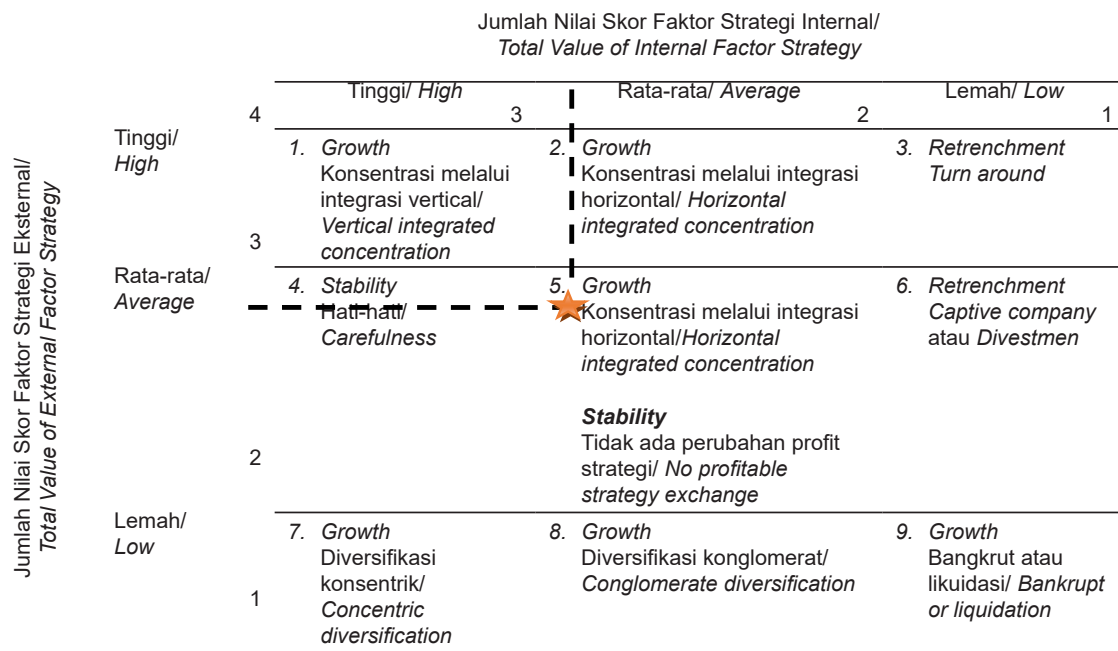 Jumlah Nilai Skor Faktor Strategi Internal/
Total Value of Internal Factor Strategy
Jumlah Nilai Skor Faktor Strategi Eksternal/
Total Value of External Factor Strategy
Tinggi/ High
Rata-rata/ Average
Lemah/ Low
4
3
2
1
Tinggi/
High
1. Growth
Konsentrasi melalui
integrasi vertical/
Vertical integrated
concentration
2. Growth
Konsentrasi melalui integrasi
horizontal/ Horizontal
integrated concentration
3. Retrenchment
Turn around
3
Rata-rata/
Average
4. Stability
Hati-hati/
Carefulness
5. Growth
Konsentrasi melalui integrasi
horizontal/Horizontal
integrated concentration
Stability
Tidak ada perubahan profit
strategi/ No profitable
strategy exchange
6. Retrenchment
Captive company
atau Divestmen
2
Lemah/
Low
7. Growth
Diversifikasi
konsentrik/
Concentric
diversification
8. Growth
Diversifikasi konglomerat/
Conglomerate diversification
9. Growth
Bangkrut atau
likuidasi/ Bankrupt
or liquidation
1